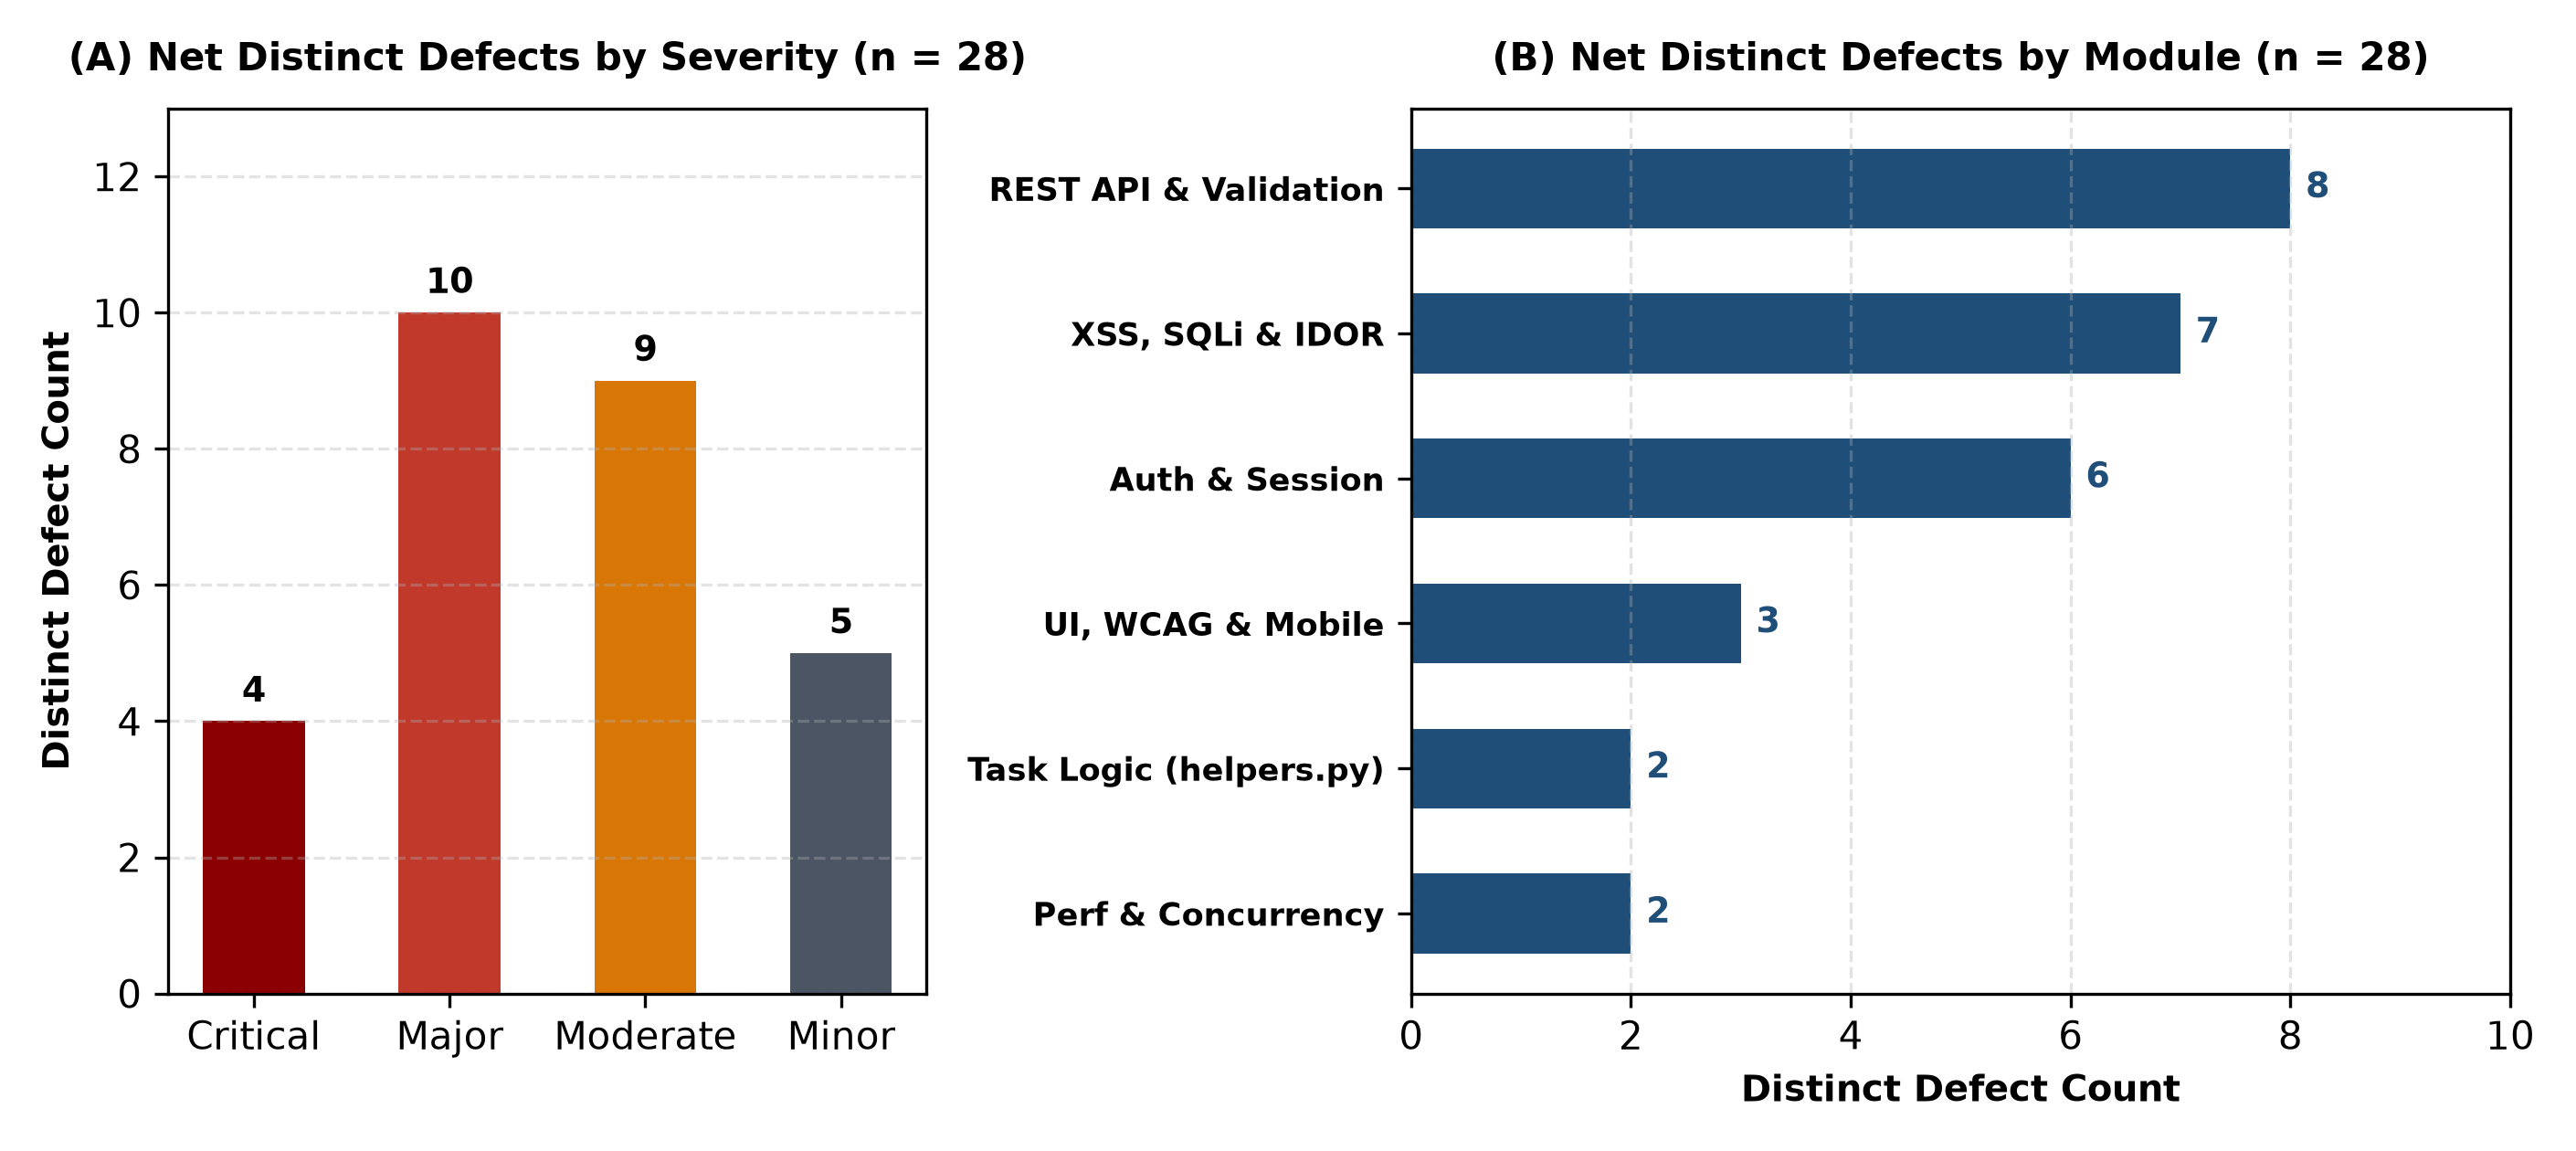 (A) Net Distinct Defects by Severity (n = 28)
Distinct Defect Count
12
10
8
6
4
2
0
4
10
9
5
Critical
Major
Moderate
Minor
(B) Net Distinct Defects by Module (n = 28)
REST API & Validation
8
XSS, SQLi & IDOR
7
Auth & Session
6
UI, WCAG & Mobile
3
Task Logic (helpers.py)
2
Perf & Concurrency
2
0
2
4
6
8
10
Distinct Defect Count